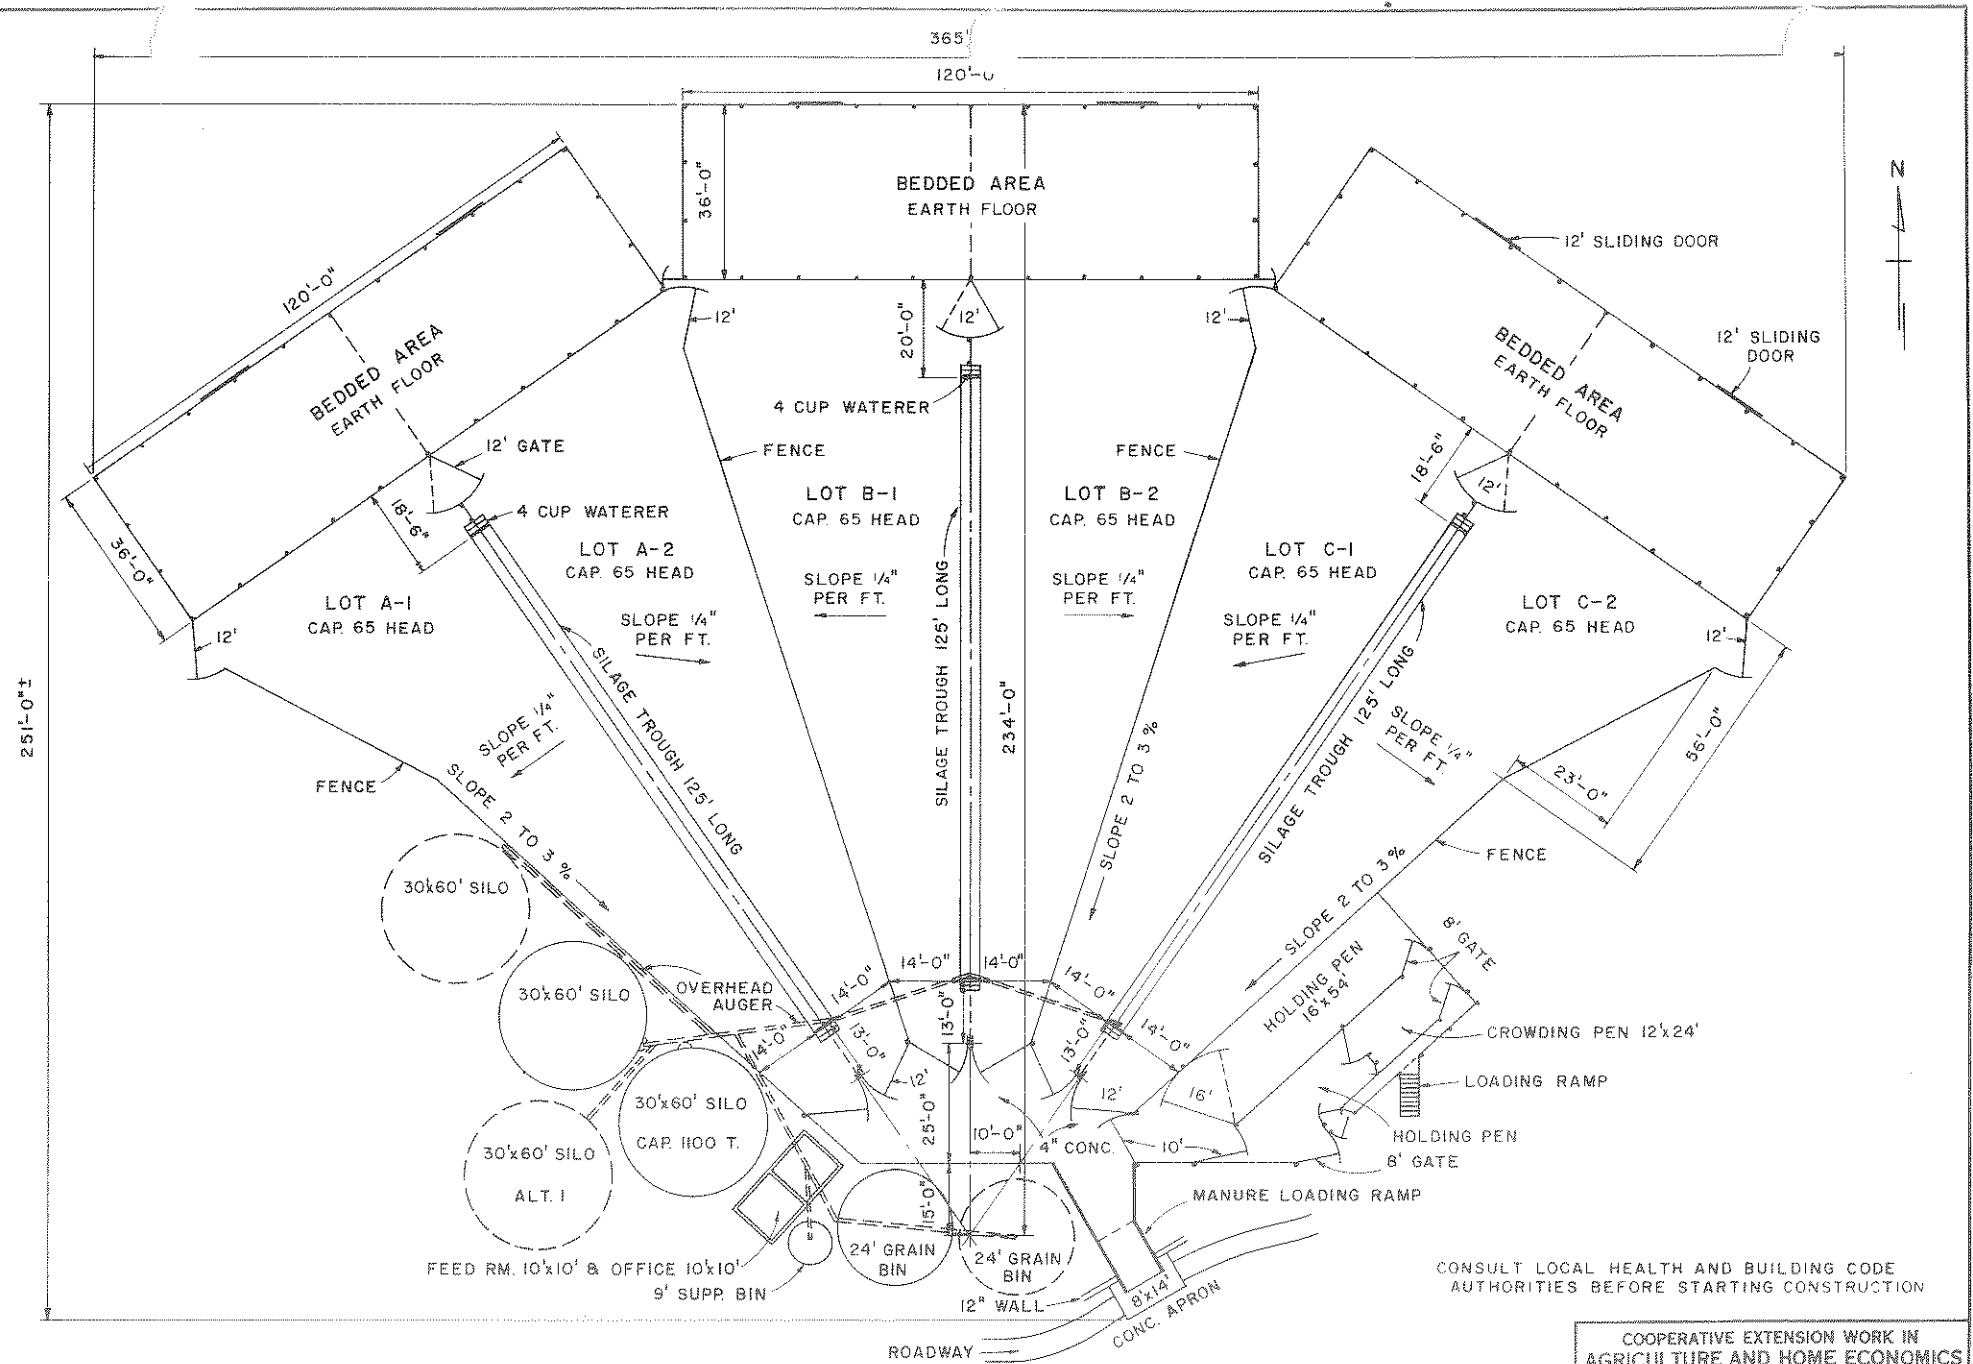 365'
120'-0
36'-0"
BEDDED AREA
EARTH FLOOR
N
12' SLIDING DOOR
12' SLIDING
DOOR
120'-0"
BEDDED AREA
EARTH FLOOR
BEDDED AREA
EARTH FLOOR
12'
20'-0"
12'
12'
4 CUP WATERER
12' GATE
FENCE
FENCE
18'-6"
12'
18'-6"
4 CUP WATERER
36'-0"
LOT B-1
CAP. 65 HEAD
LOT B-2
CAP. 65 HEAD
LOT A-2
CAP. 65 HEAD
LOT C-1
CAP. 65 HEAD
LOT A-1
CAP. 65 HEAD
LOT C-2
CAP. 65 HEAD
SLOPE 1/4"
PER FT.
SLOPE 1/4"
PER FT.
SLOPE 1/4"
PER FT.
SLOPE 1/4"
PER FT.
12'
12'
SILAGE TROUGH 125' LONG
SILAGE TROUGH 125' LONG
SILAGE TROUGH 125' LONG
234'-0"
251'-0"±
SLOPE 1/4"
PER FT.
SLOPE 1/4"
PER FT.
56'-0"
23'-0"
FENCE
SLOPE 2 TO 3 %
SLOPE 2 TO 3 %
SLOPE 2 TO 3 %
FENCE
30'x60' SILO
8' GATE
HOLDING PEN
16'x54'
30'x60' SILO
OVERHEAD
AUGER
14'-0"
14'-0"
14'-0"
14'-0"
14'-0"
14'-0"
13'-0"
13'-0"
13'-0"
CROWDING PEN 12'x24'
LOADING RAMP
12'
12'
16'
30'x60' SILO
CAP. 1100 T.
25'-0"
10'-0"
4" CONC.
10'
HOLDING PEN
8' GATE
30'x60' SILO
ALT. 1
15'-0"
MANURE LOADING RAMP
24' GRAIN
BIN
24' GRAIN
BIN
FEED RM. 10'x10' & OFFICE 10'x10'
9' SUPP. BIN
12" WALL
8'x14'
CONC. APRON
ROADWAY
CONSULT LOCAL HEALTH AND BUILDING CODE
AUTHORITIES BEFORE STARTING CONSTRUCTION
COOPERATIVE EXTENSION WORK IN
AGRICULTURE AND HOME ECONOMICS